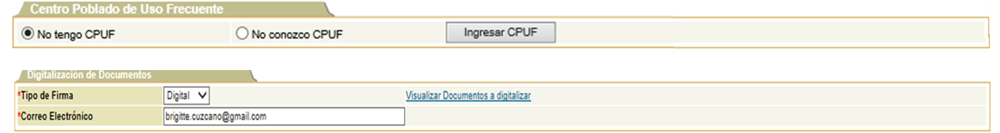 Centro Poblado de Uso Frecuente
No tengo CPUF No conozco CPUF Ingresar CPUF
Digitalización de Documentos
*Tipo de Firma Digital Visualizar Documentos a digitalizar
*Correo Electrónico brigitte.cuzcano@gmail.com